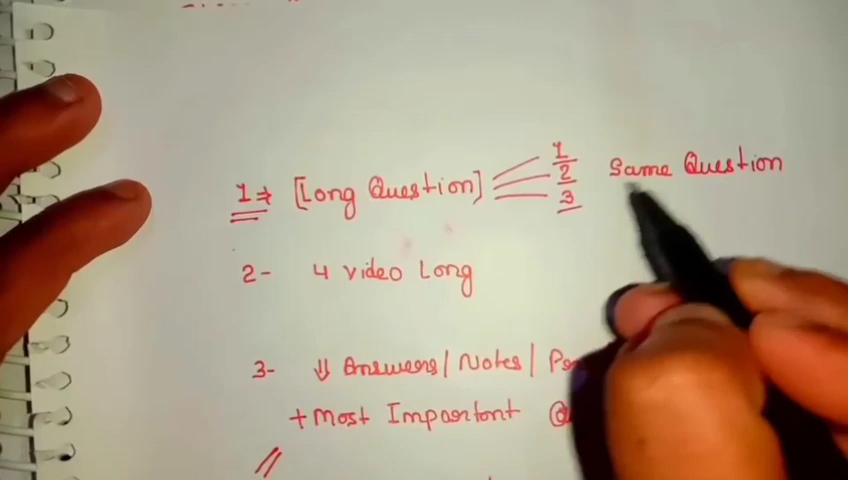 1⇒ [Long Question] 1 2 3 Same Question
2- 4 video Long
3- ⇓ Answers/Notes/
+ Most Important